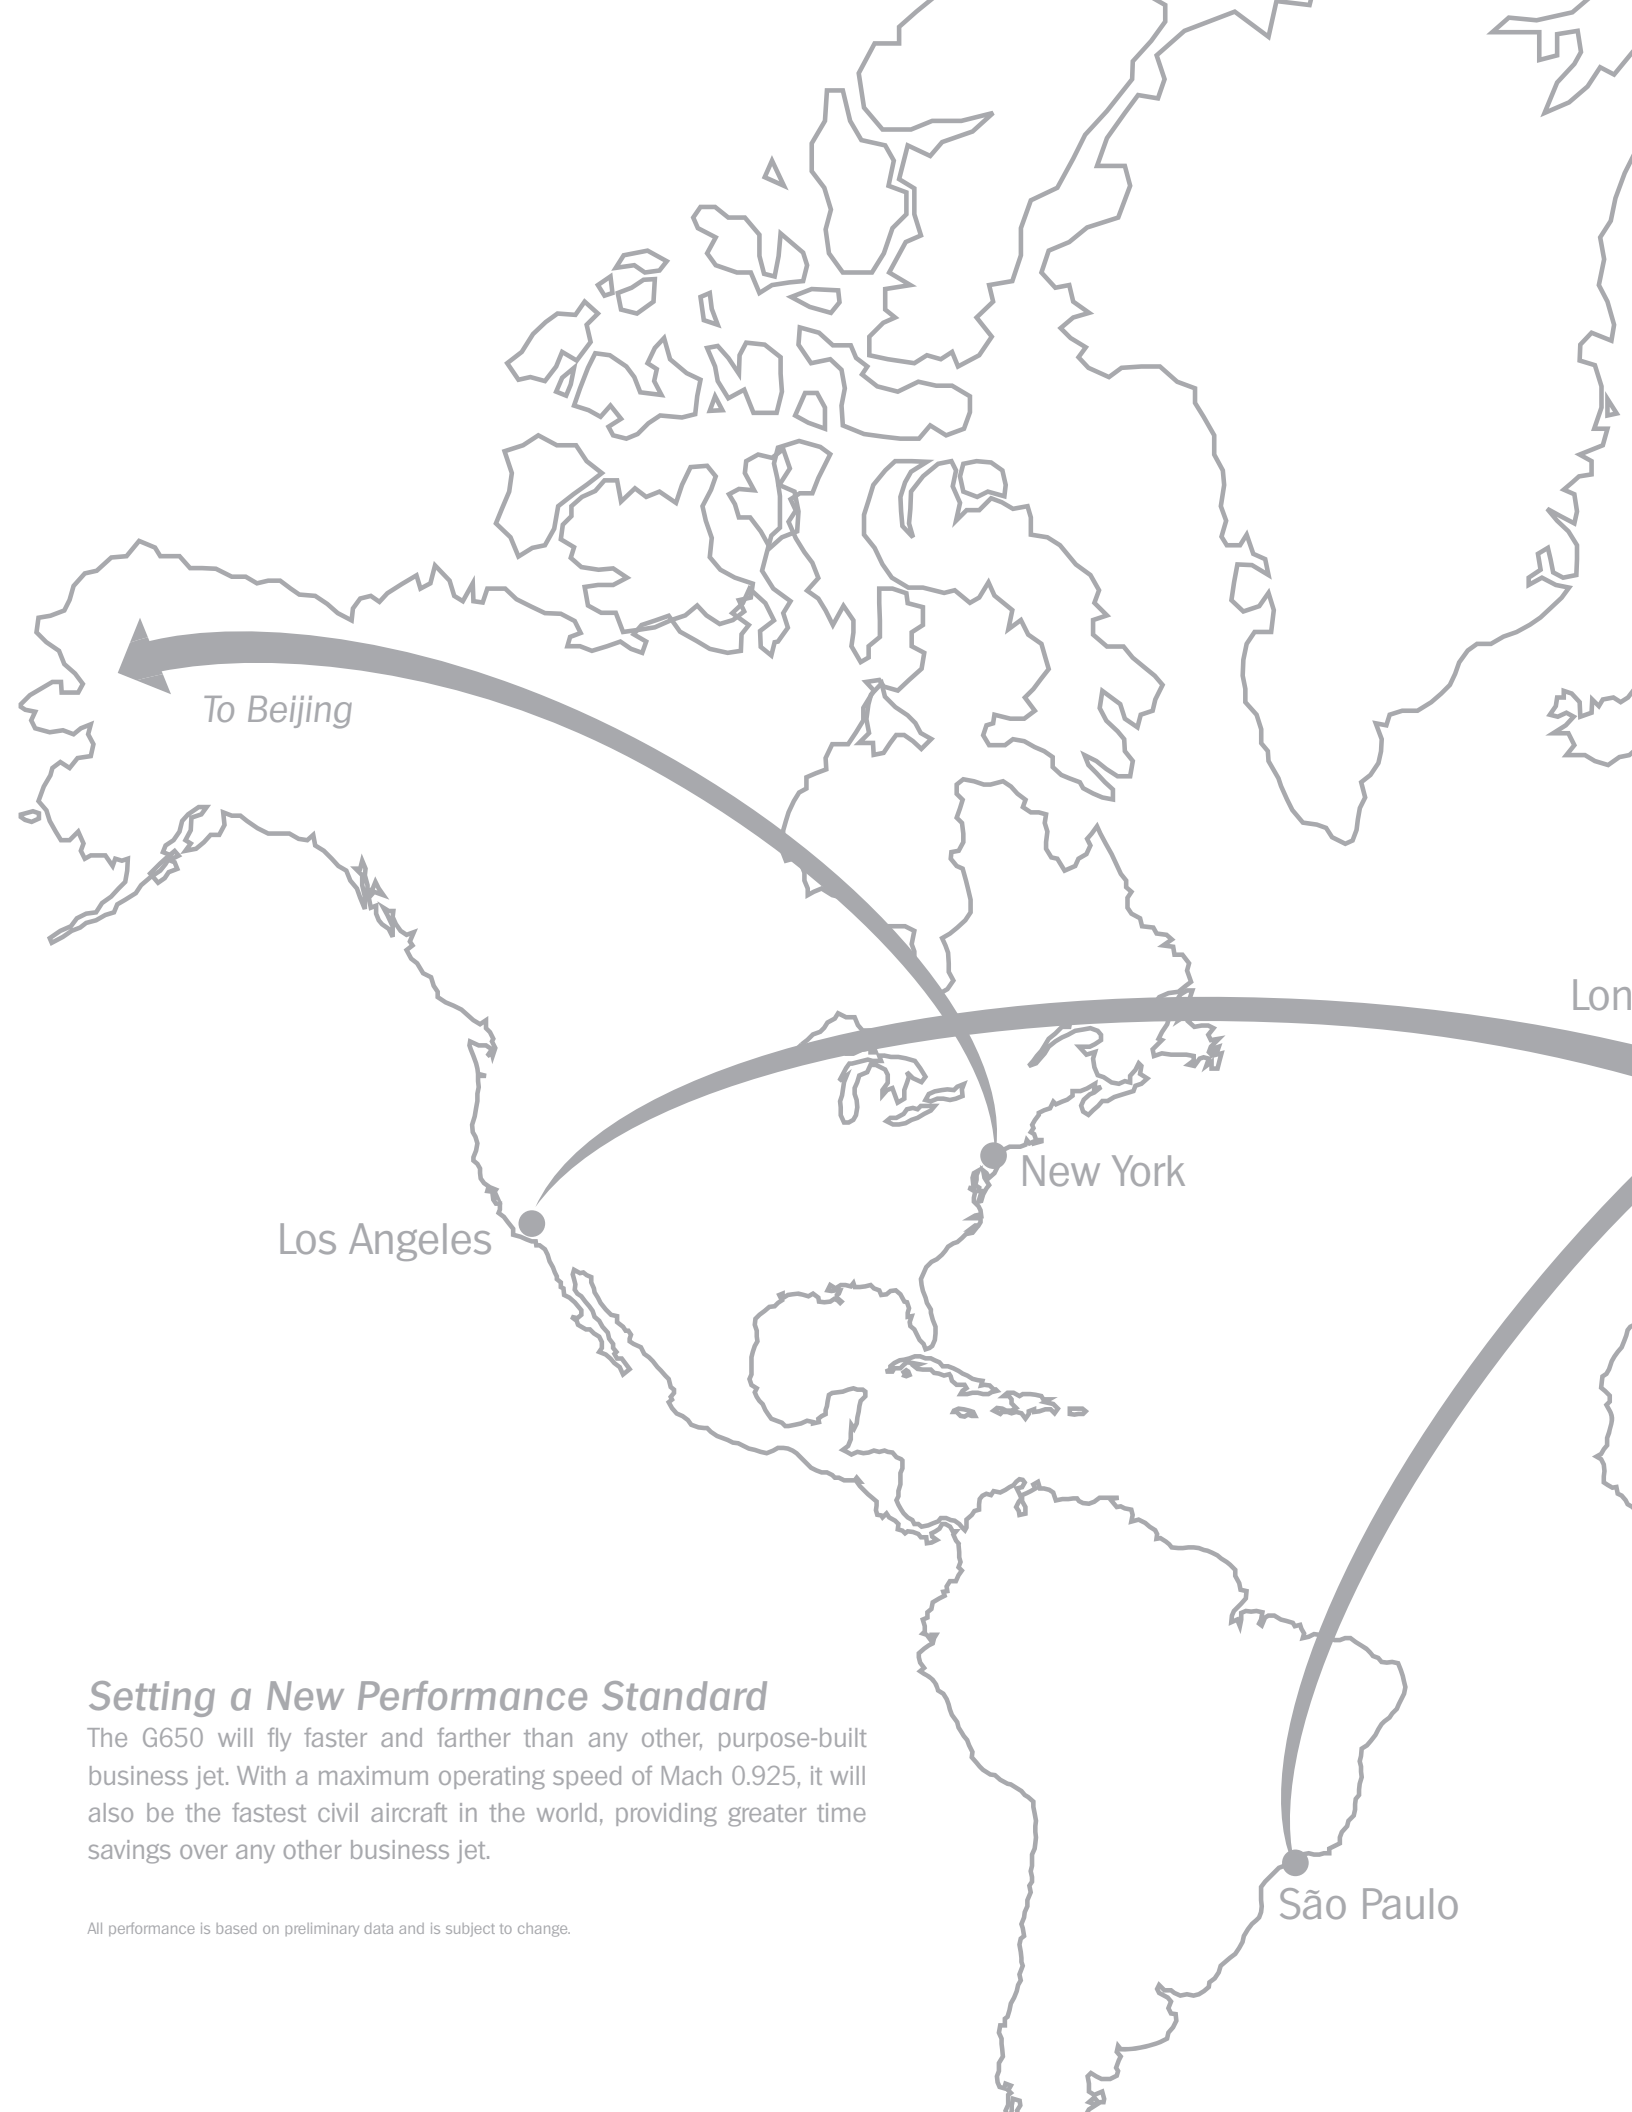 To Beijing
Lon
New York
Los Angeles
Setting a New Performance Standard
The G650 will fly faster and farther than any other, purpose-built
business jet. With a maximum operating speed of Mach 0.925, it will
also be the fastest civil aircraft in the world, providing greater time
savings over any other business jet.
São Paulo
All performance is based on preliminary data and is subject to change.